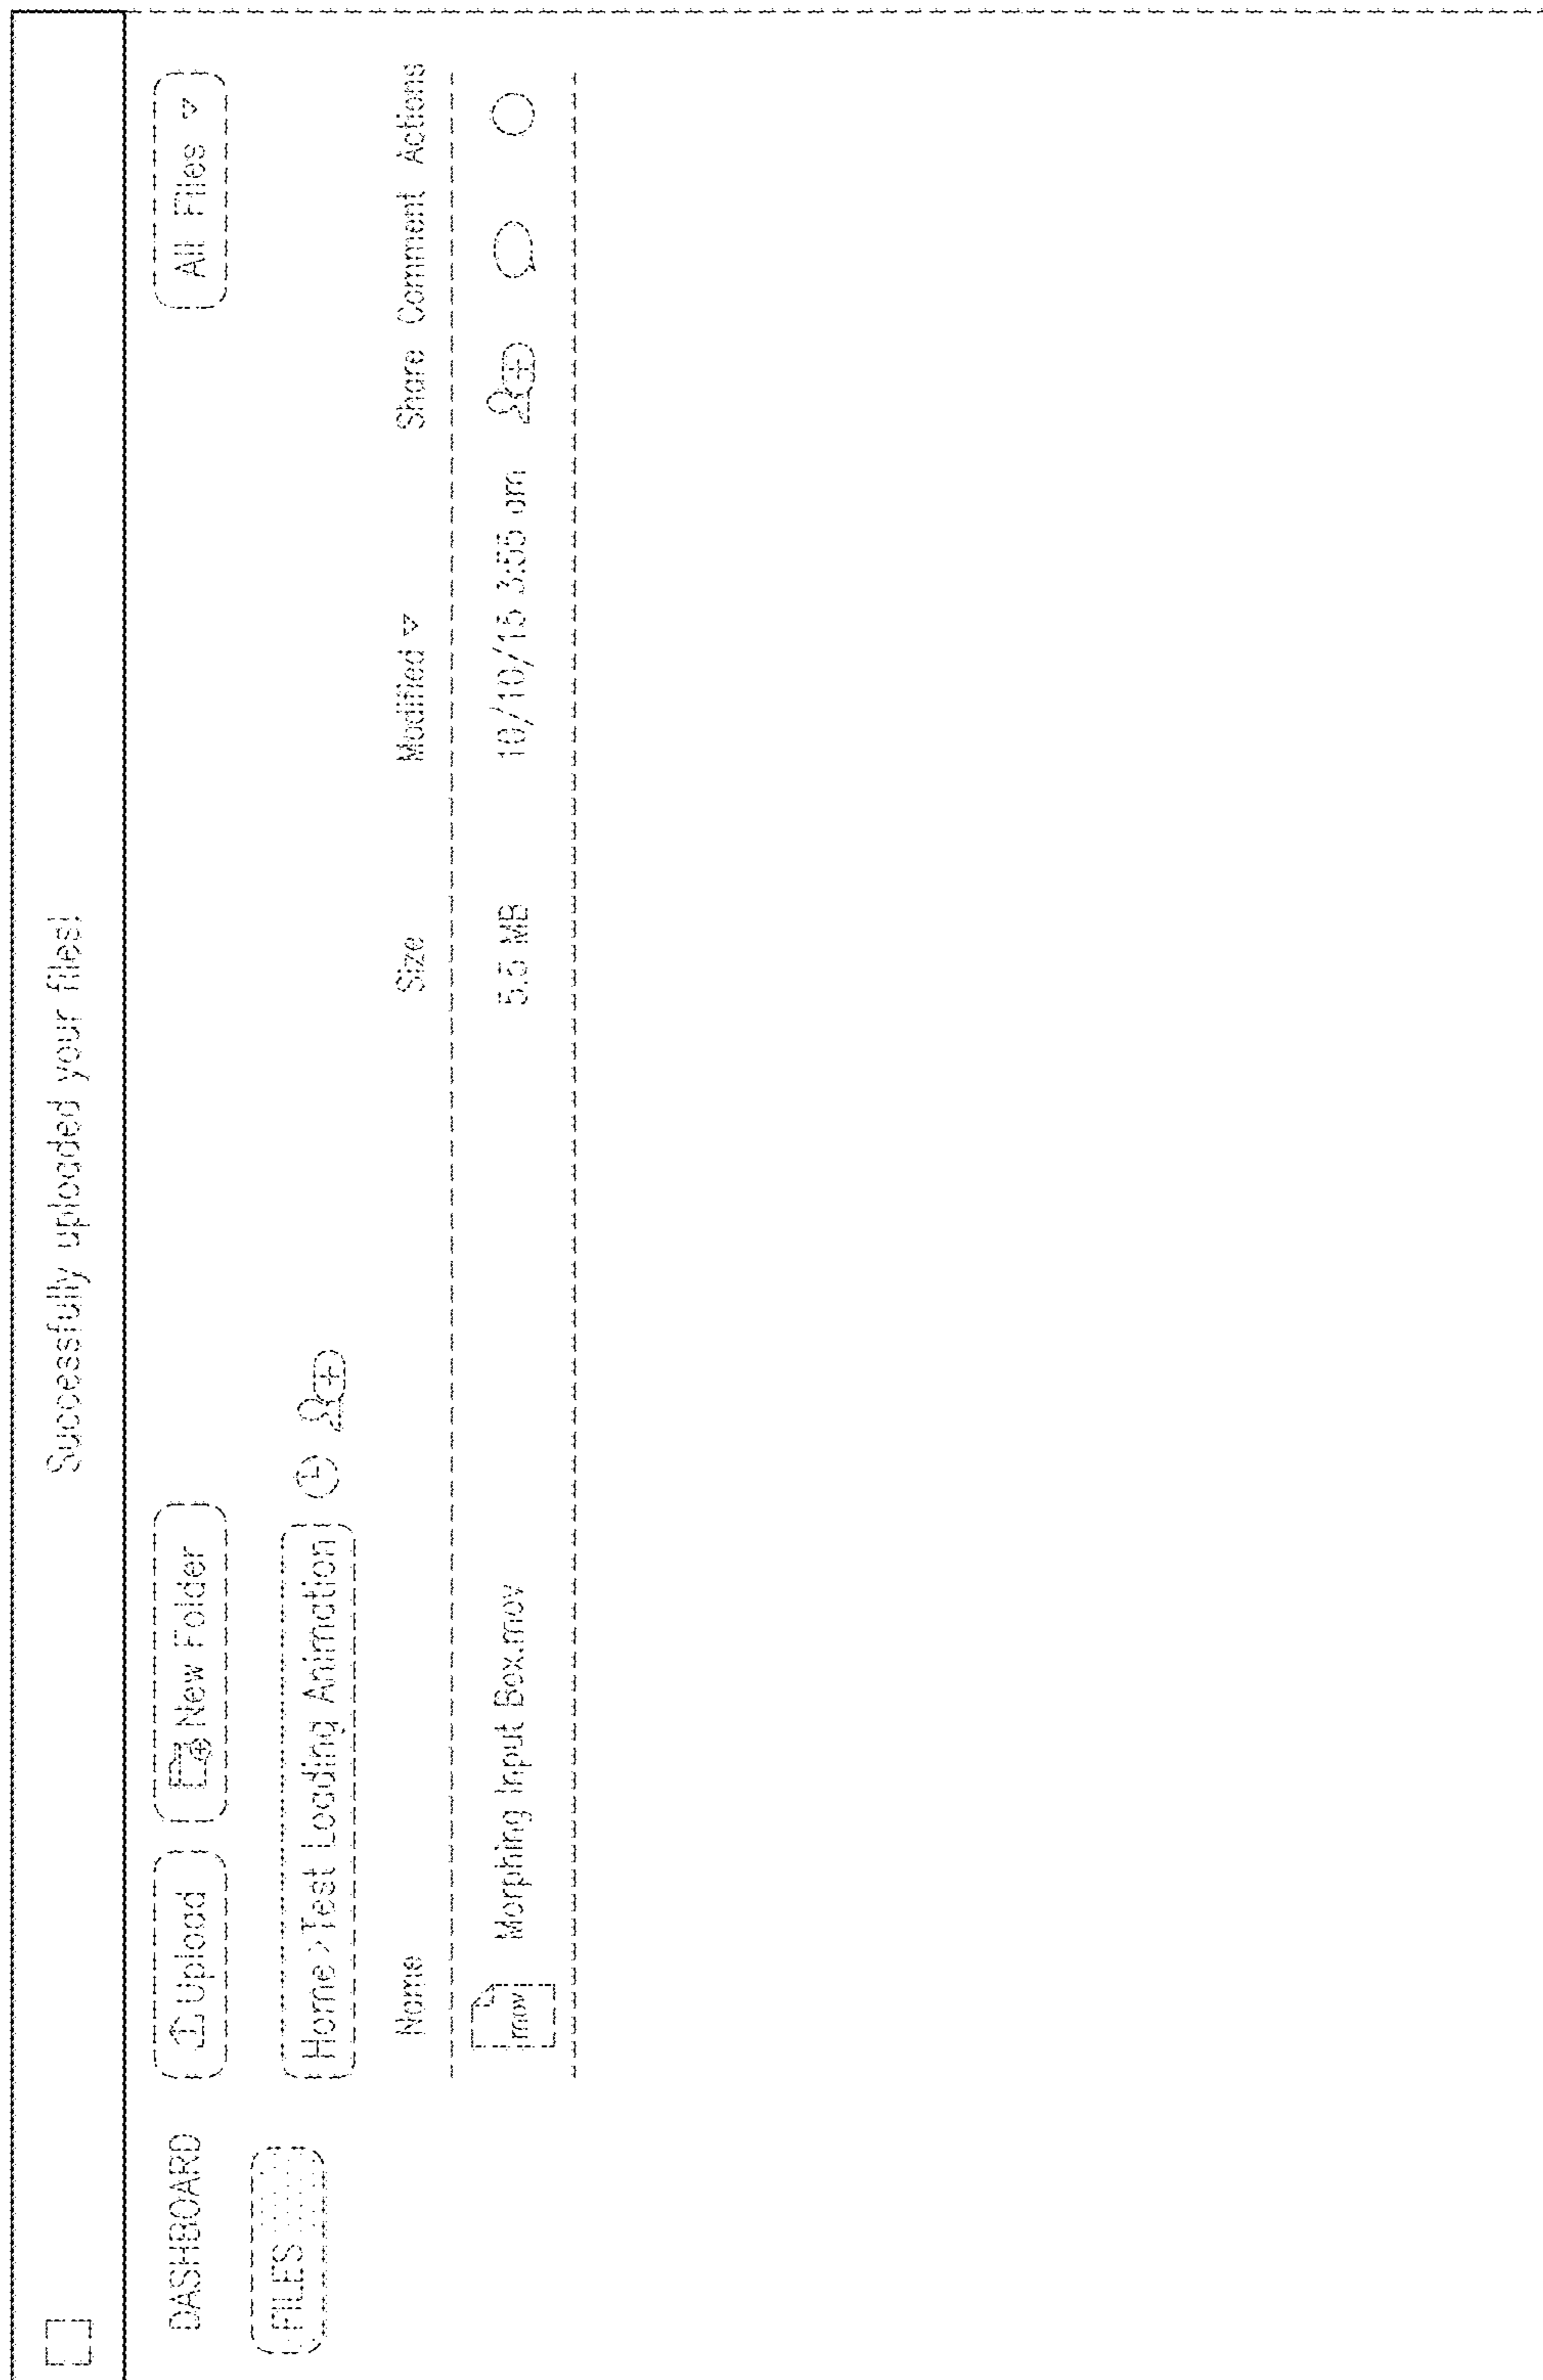 Successfully uploaded your files!
DASHBOARD
FILES
Upload
New Folder
All Files
Home>Test Loading Animation
Name Size Modified Share Comment Actions
mov Morphing Input Box.mov 5.5 MB 10/10/15 3:55 am